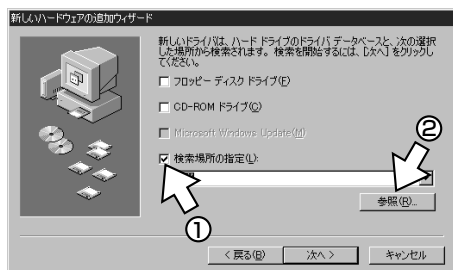 新しいハードウェアの追加ウィザード
新しいドライバは、ハード ドライブのドライバ データベースと、次の選択
した場所から検索されます。検索を開始するには、[次へ] をクリックし
てください。
フロッピー ディスク ドライブ(F)
CD-ROM ドライブ(C)
Microsoft Windows Update(M)
②
検索場所の指定(L):
参照(R)...
①
< 戻る(B)
次へ >
キャンセル